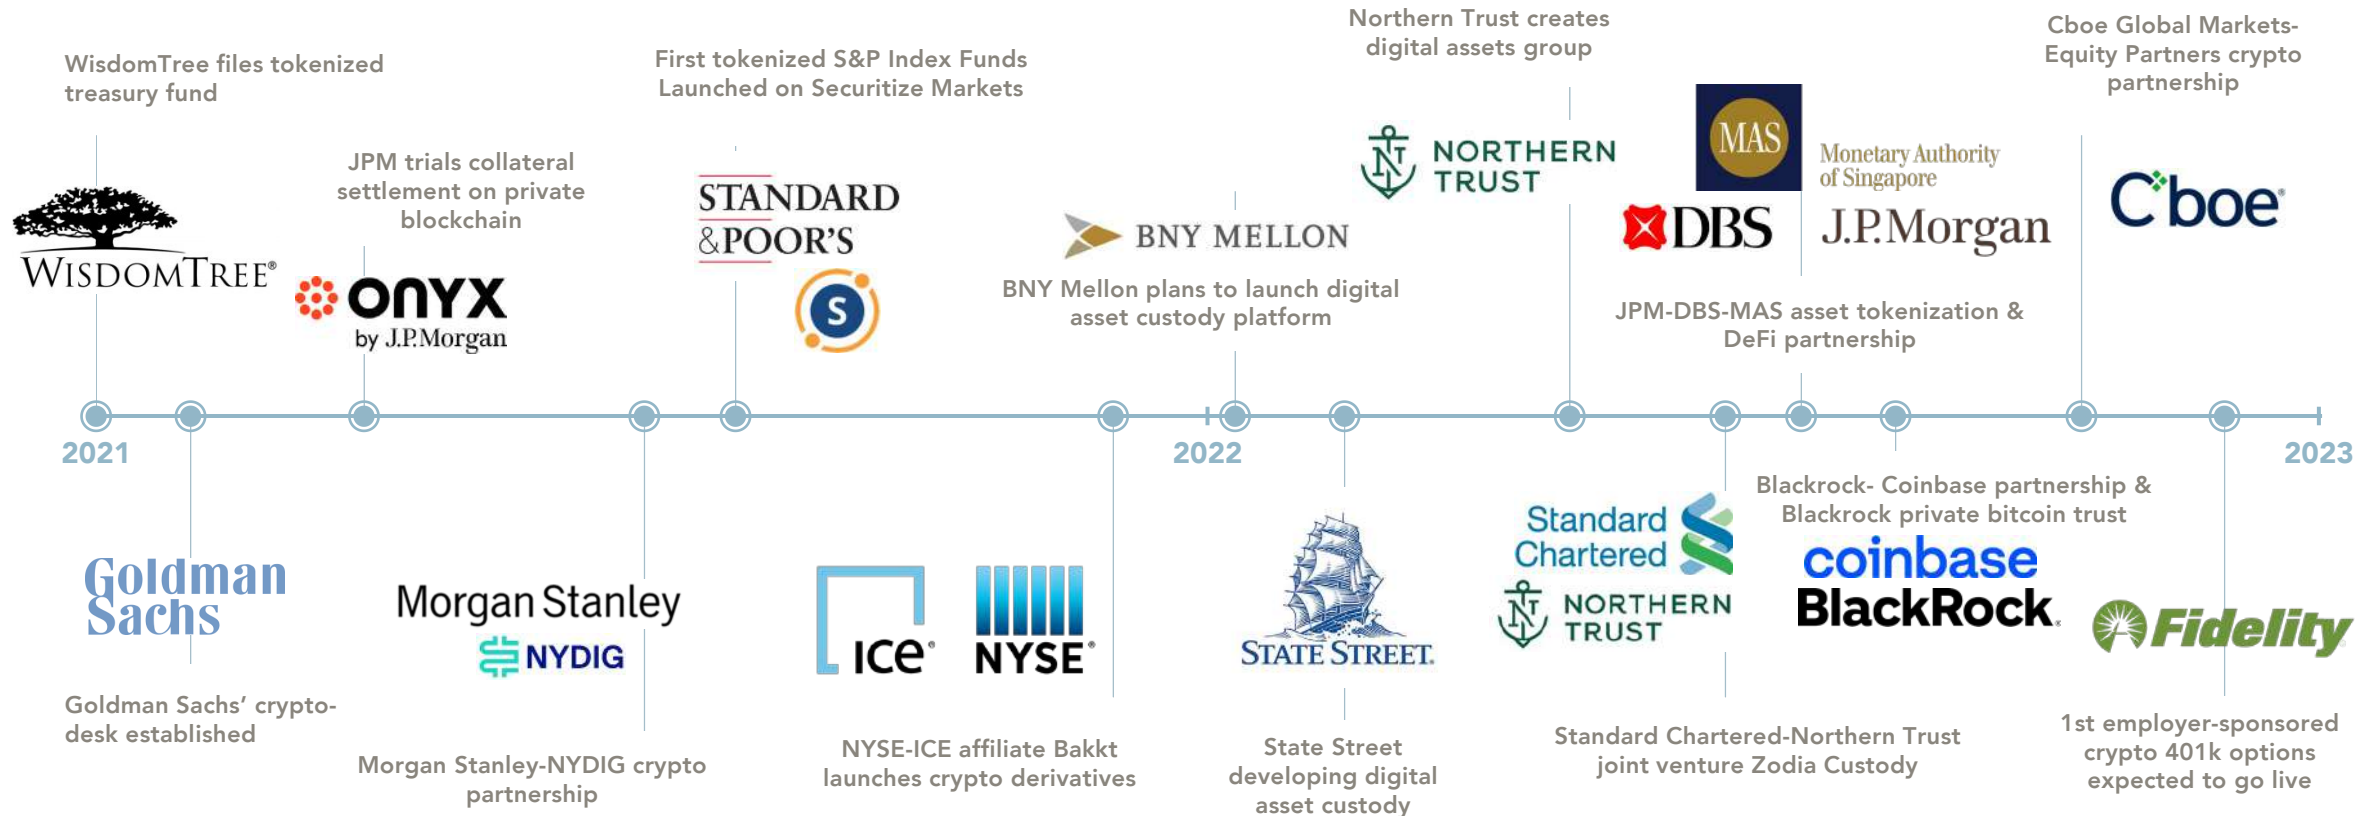 WisdomTree files tokenized
treasury fund
WISDOMTREE®
JPM trials collateral
settlement on private
blockchain
ONYX
by J.P.Morgan
First tokenized S&P Index Funds
Launched on Securitize Markets
STANDARD
&POOR'S
S
BNY MELLON
BNY Mellon plans to launch digital
asset custody platform
Northern Trust creates
digital assets group
N
NORTHERN
TRUST
MAS
Monetary Authority
of Singapore
DBS
J.P.Morgan
JPM-DBS-MAS asset tokenization &
DeFi partnership
Cboe Global Markets-
Equity Partners crypto
partnership
Cboe®
2021
2022
2023
Goldman
Sachs
Goldman Sachs’ crypto-
desk established
Morgan Stanley
NYDIG
Morgan Stanley-NYDIG crypto
partnership
ICE®
NYSE®
NYSE-ICE affiliate Bakkt
launches crypto derivatives
STATE STREET.
State Street
developing digital
asset custody
Standard
Chartered
N
NORTHERN
TRUST
Standard Chartered-Northern Trust
joint venture Zodia Custody
Blackrock- Coinbase partnership &
Blackrock private bitcoin trust
coinbase
BlackRock.
Fidelity
1st employer-sponsored
crypto 401k options
expected to go live